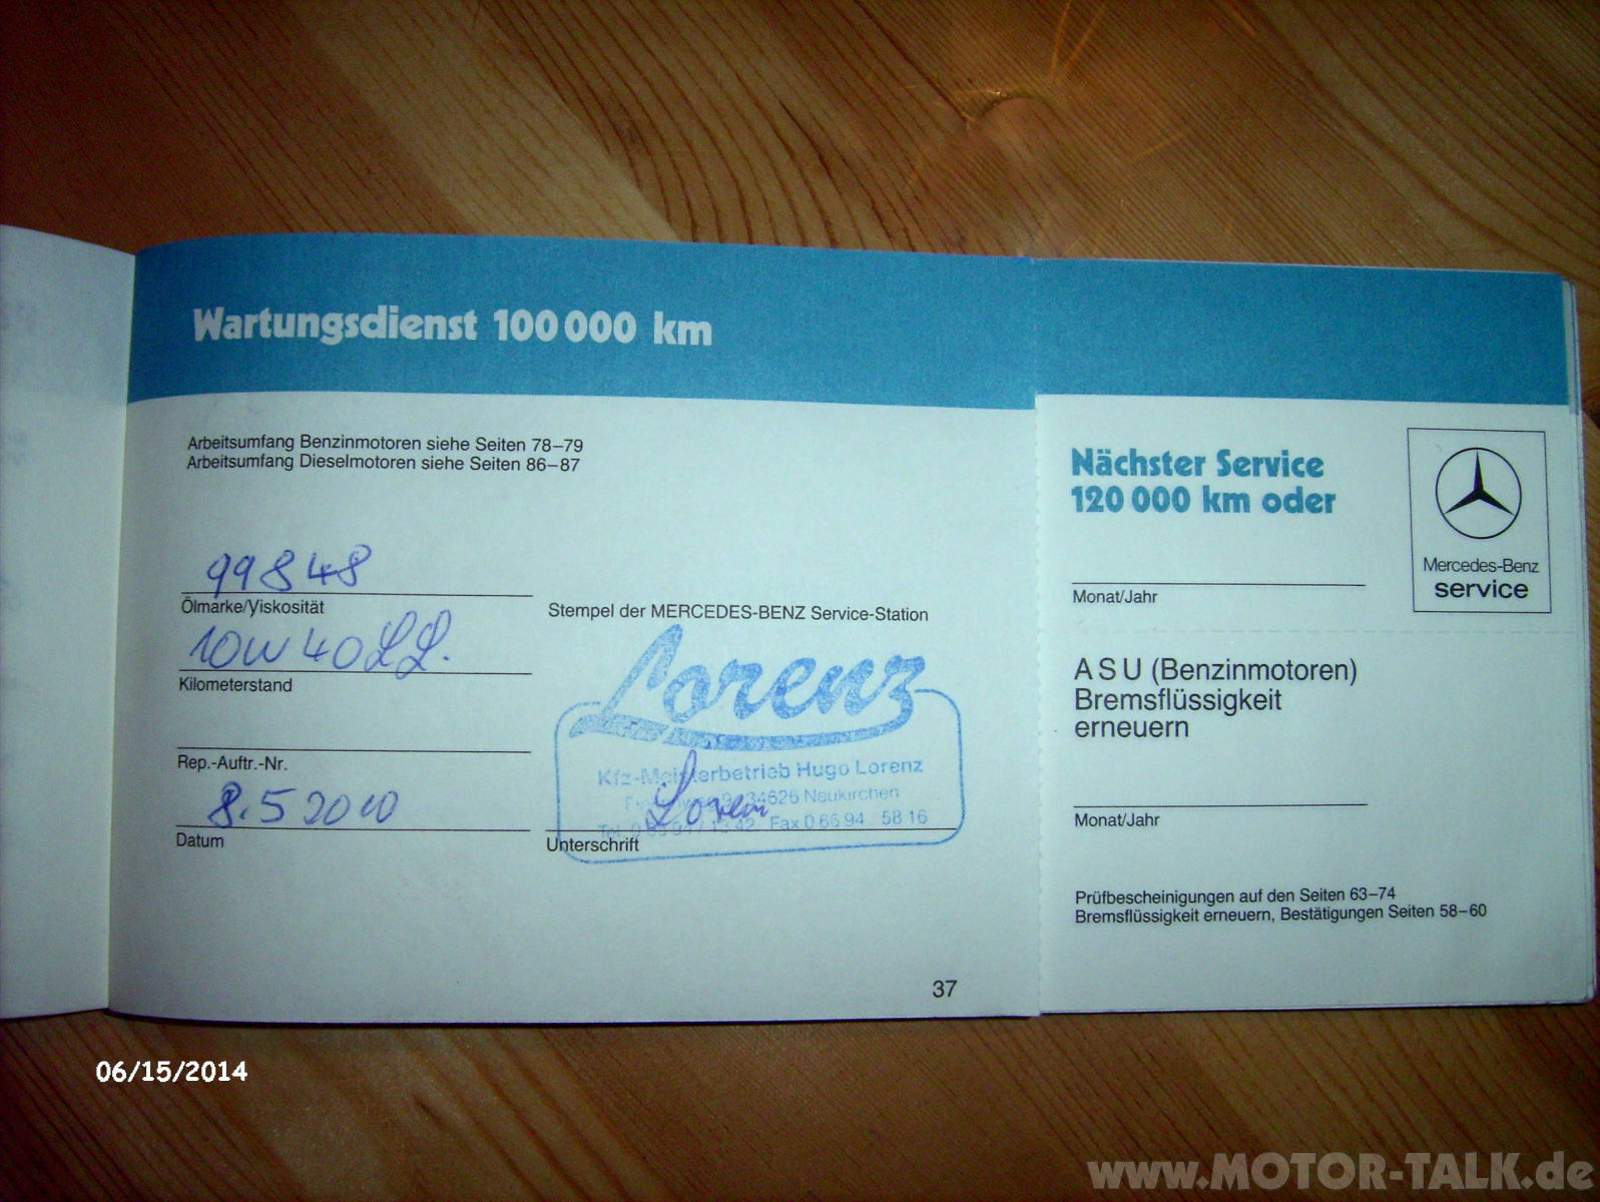 Wartungsdienst 100 000 km
Arbeitsumfang Benzinmotoren siehe Seiten 78–79
Arbeitsumfang Dieselmotoren siehe Seiten 86–87
99848
Ölmarke/Viskosität
10W40 LL.
Kilometerstand
Rep.-Auftr.-Nr.
8.5 2010
Datum
Stempel der MERCEDES-BENZ Service-Station
Lorenz
Kfz-Meisterbetrieb Hugo Lorenz
34626 Neukirchen
Fax 0 66 94 58 16
Lorenz
Unterschrift
37
Nächster Service
120 000 km oder
Monat/Jahr
Mercedes-Benz
service
A S U (Benzinmotoren)
Bremsflüssigkeit
erneuern
Monat/Jahr
Prüfbescheinigungen auf den Seiten 63–74
Bremsflüssigkeit erneuern, Bestätigungen Seiten 58–60
06/15/2014
www.MOTOR-TALK.de